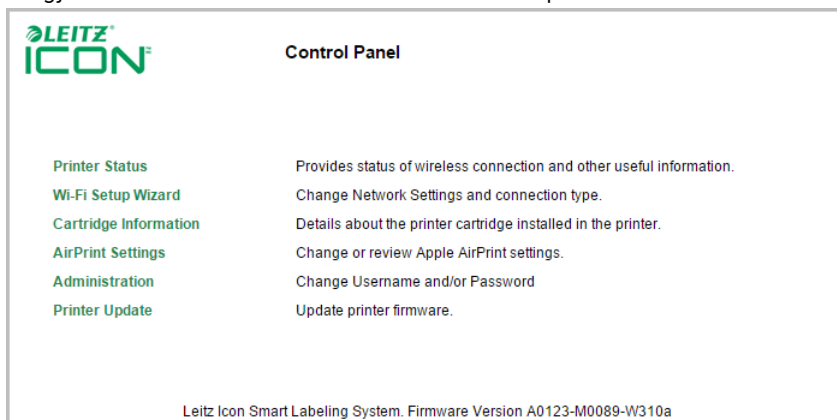 LEITZ
ICON
Control Panel
Printer Status Provides status of wireless connection and other useful information.
Wi-Fi Setup Wizard Change Network Settings and connection type.
Cartridge Information Details about the printer cartridge installed in the printer.
AirPrint Settings Change or review Apple AirPrint settings.
Administration Change Username and/or Password
Printer Update Update printer firmware.
Leitz Icon Smart Labeling System. Firmware Version A0123-M0089-W310a